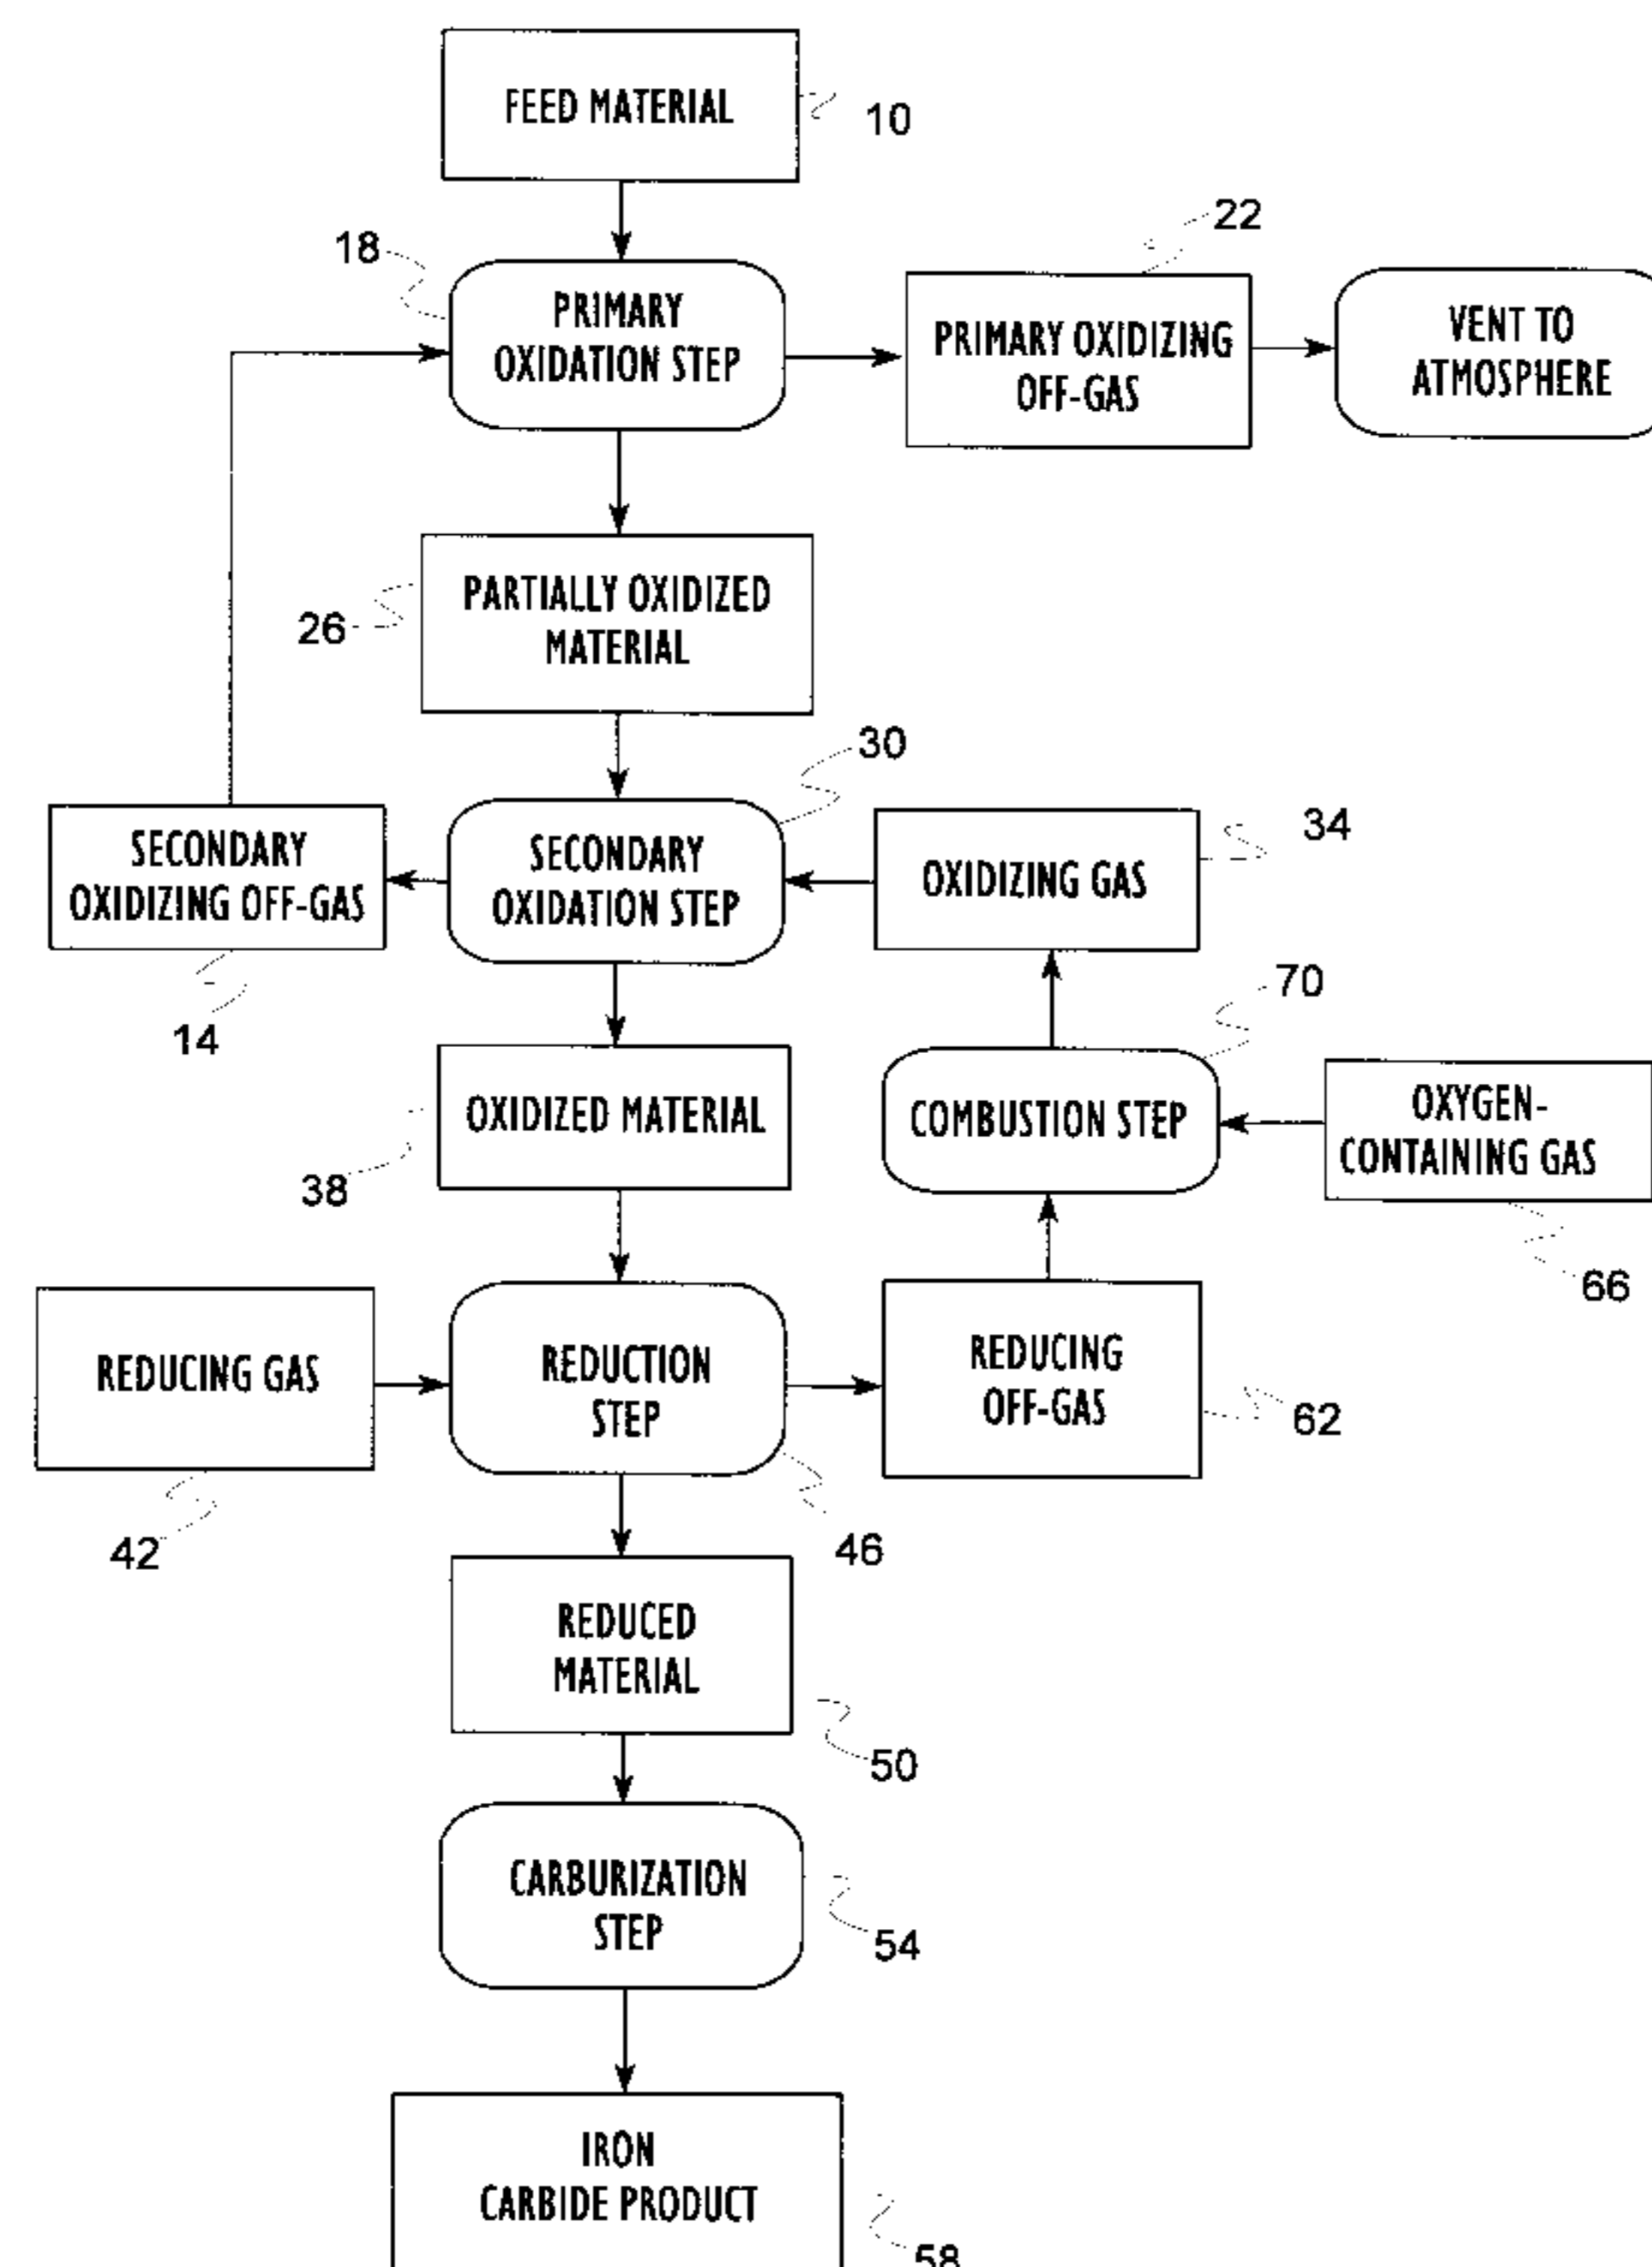 FEED MATERIAL
10
18
PRIMARY
OXIDATION STEP
22
PRIMARY OXIDIZING
OFF-GAS
VENT TO
ATMOSPHERE
26
PARTIALLY OXIDIZED
MATERIAL
30
SECONDARY
OXIDIZING OFF-GAS
14
SECONDARY
OXIDATION STEP
OXIDIZING GAS
34
70
OXIDIZED MATERIAL
38
COMBUSTION STEP
OXYGEN-
CONTAINING GAS
66
REDUCING GAS
42
REDUCTION
STEP
46
REDUCING
OFF-GAS
62
REDUCED
MATERIAL
50
CARBURIZATION
STEP
54
IRON
CARBIDE PRODUCT
58